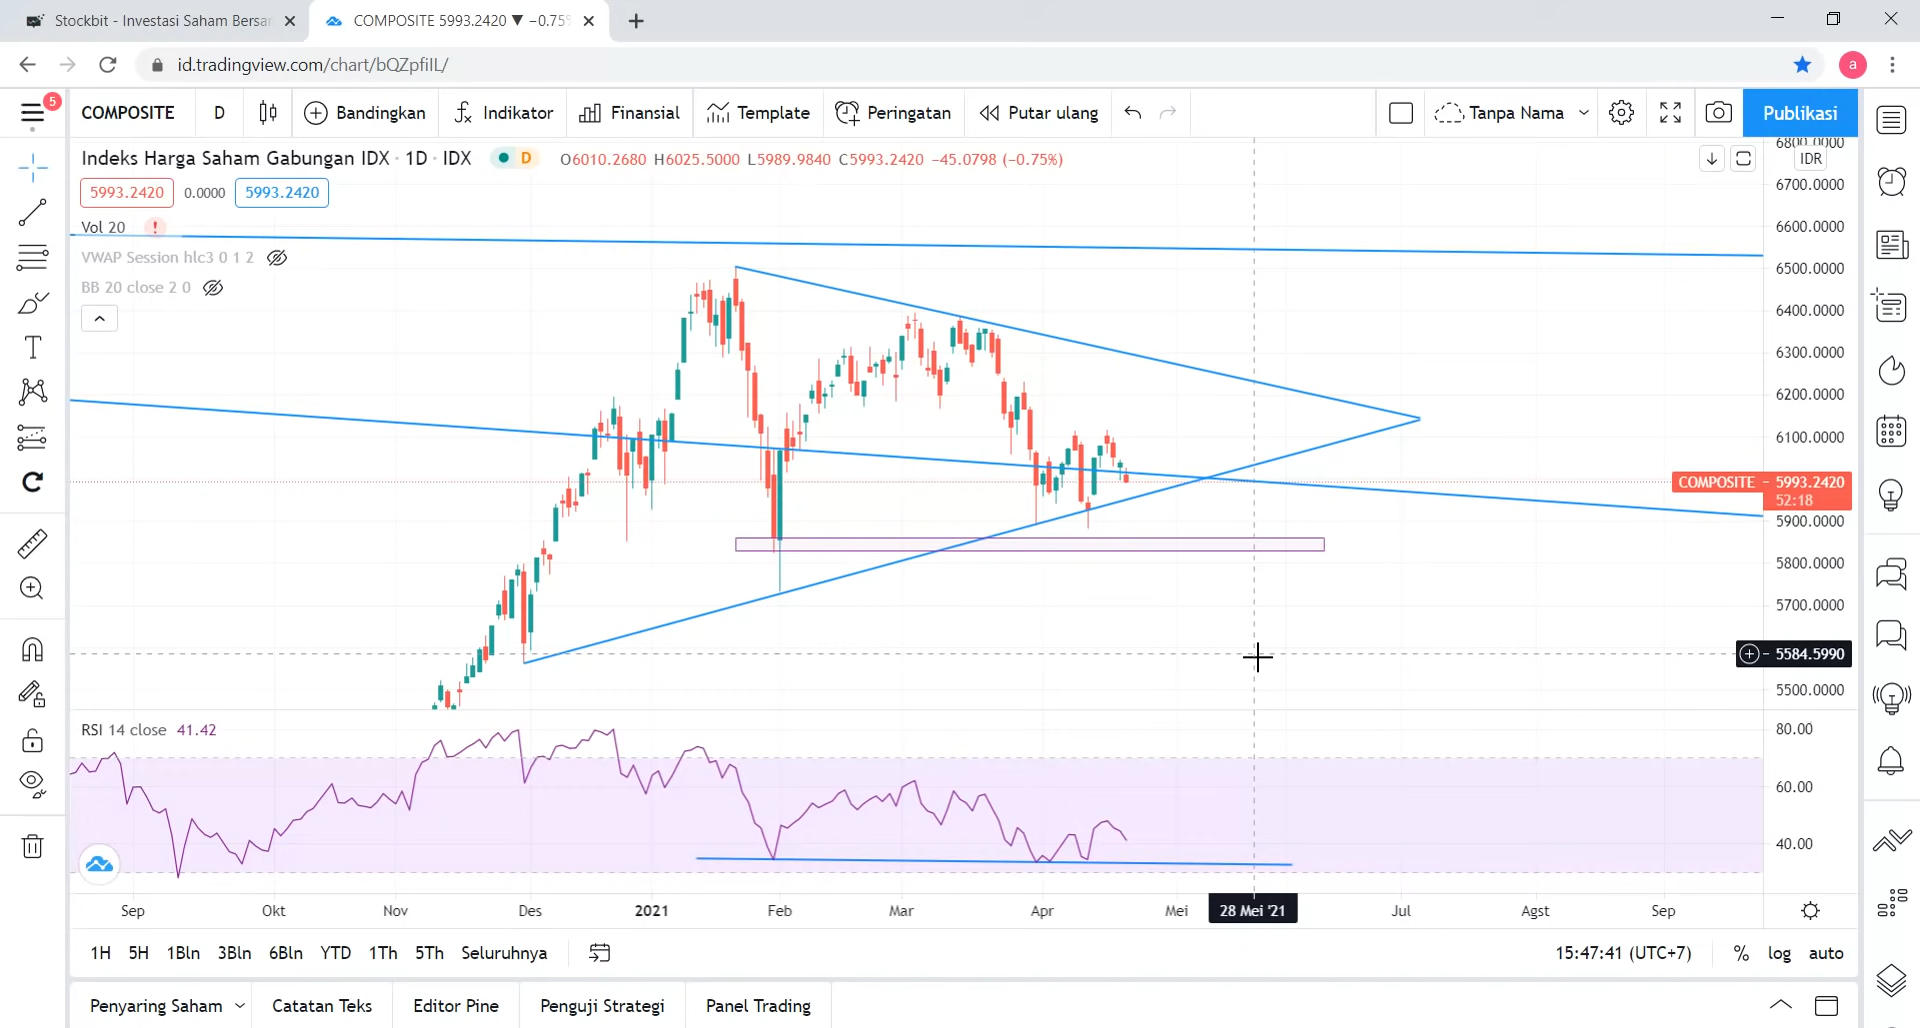 Stockbit - Investasi Saham Bersa
COMPOSITE 5993.2420 ▼ −0.75%
id.tradingview.com/chart/bQZpfiIL/
a
5
COMPOSITE D Bandingkan Indikator Finansial Template Peringatan Putar ulang Tanpa Nama Publikasi
Indeks Harga Saham Gabungan IDX · 1D · IDX D O6010.2680 H6025.5000 L5989.9840 C5993.2420 −45.0798 (−0.75%)
5993.2420 0.0000 5993.2420
Vol 20 !
VWAP Session hlc3 0 1 2
BB 20 close 2 0
6800.0000
IDR
6700.0000
6600.0000
6500.0000
6400.0000
6300.0000
6200.0000
6100.0000
COMPOSITE 5993.2420
52:18
5900.0000
5800.0000
5700.0000
5584.5990
5500.0000
RSI 14 close 41.42
80.00
60.00
40.00
Sep Okt Nov Des 2021 Feb Mar Apr Mei 28 Mei '21 Jul Agst Sep
1H 5H 1Bln 3Bln 6Bln YTD 1Th 5Th Seluruhnya 15:47:41 (UTC+7) % log auto
Penyaring Saham Catatan Teks Editor Pine Penguji Strategi Panel Trading